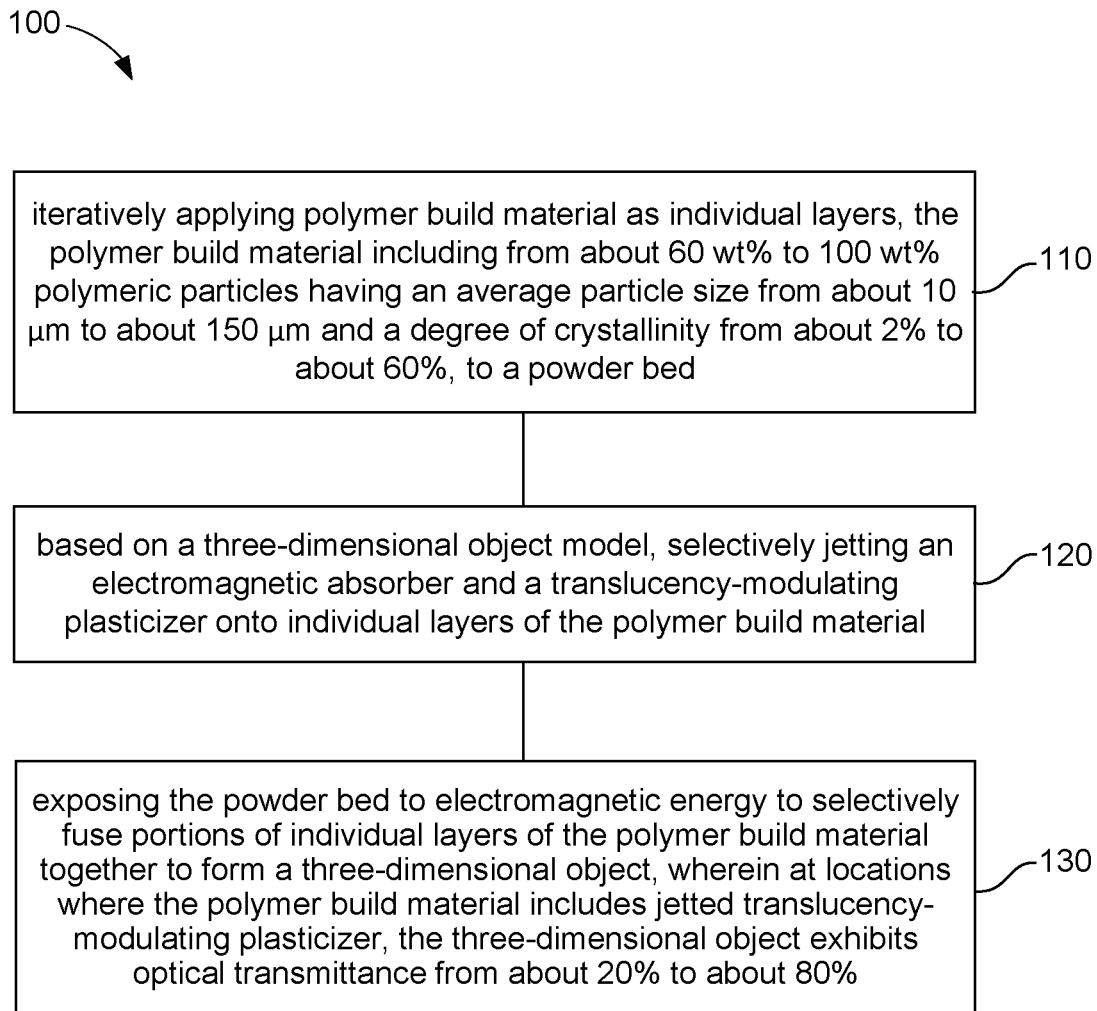 100
iteratively applying polymer build material as individual layers, the
polymer build material including from about 60 wt% to 100 wt%
polymeric particles having an average particle size from about 10
μm to about 150 μm and a degree of crystallinity from about 2% to
about 60%, to a powder bed
110
based on a three-dimensional object model, selectively jetting an
electromagnetic absorber and a translucency-modulating
plasticizer onto individual layers of the polymer build material
120
exposing the powder bed to electromagnetic energy to selectively
fuse portions of individual layers of the polymer build material
together to form a three-dimensional object, wherein at locations
where the polymer build material includes jetted translucency-
modulating plasticizer, the three-dimensional object exhibits
optical transmittance from about 20% to about 80%
130